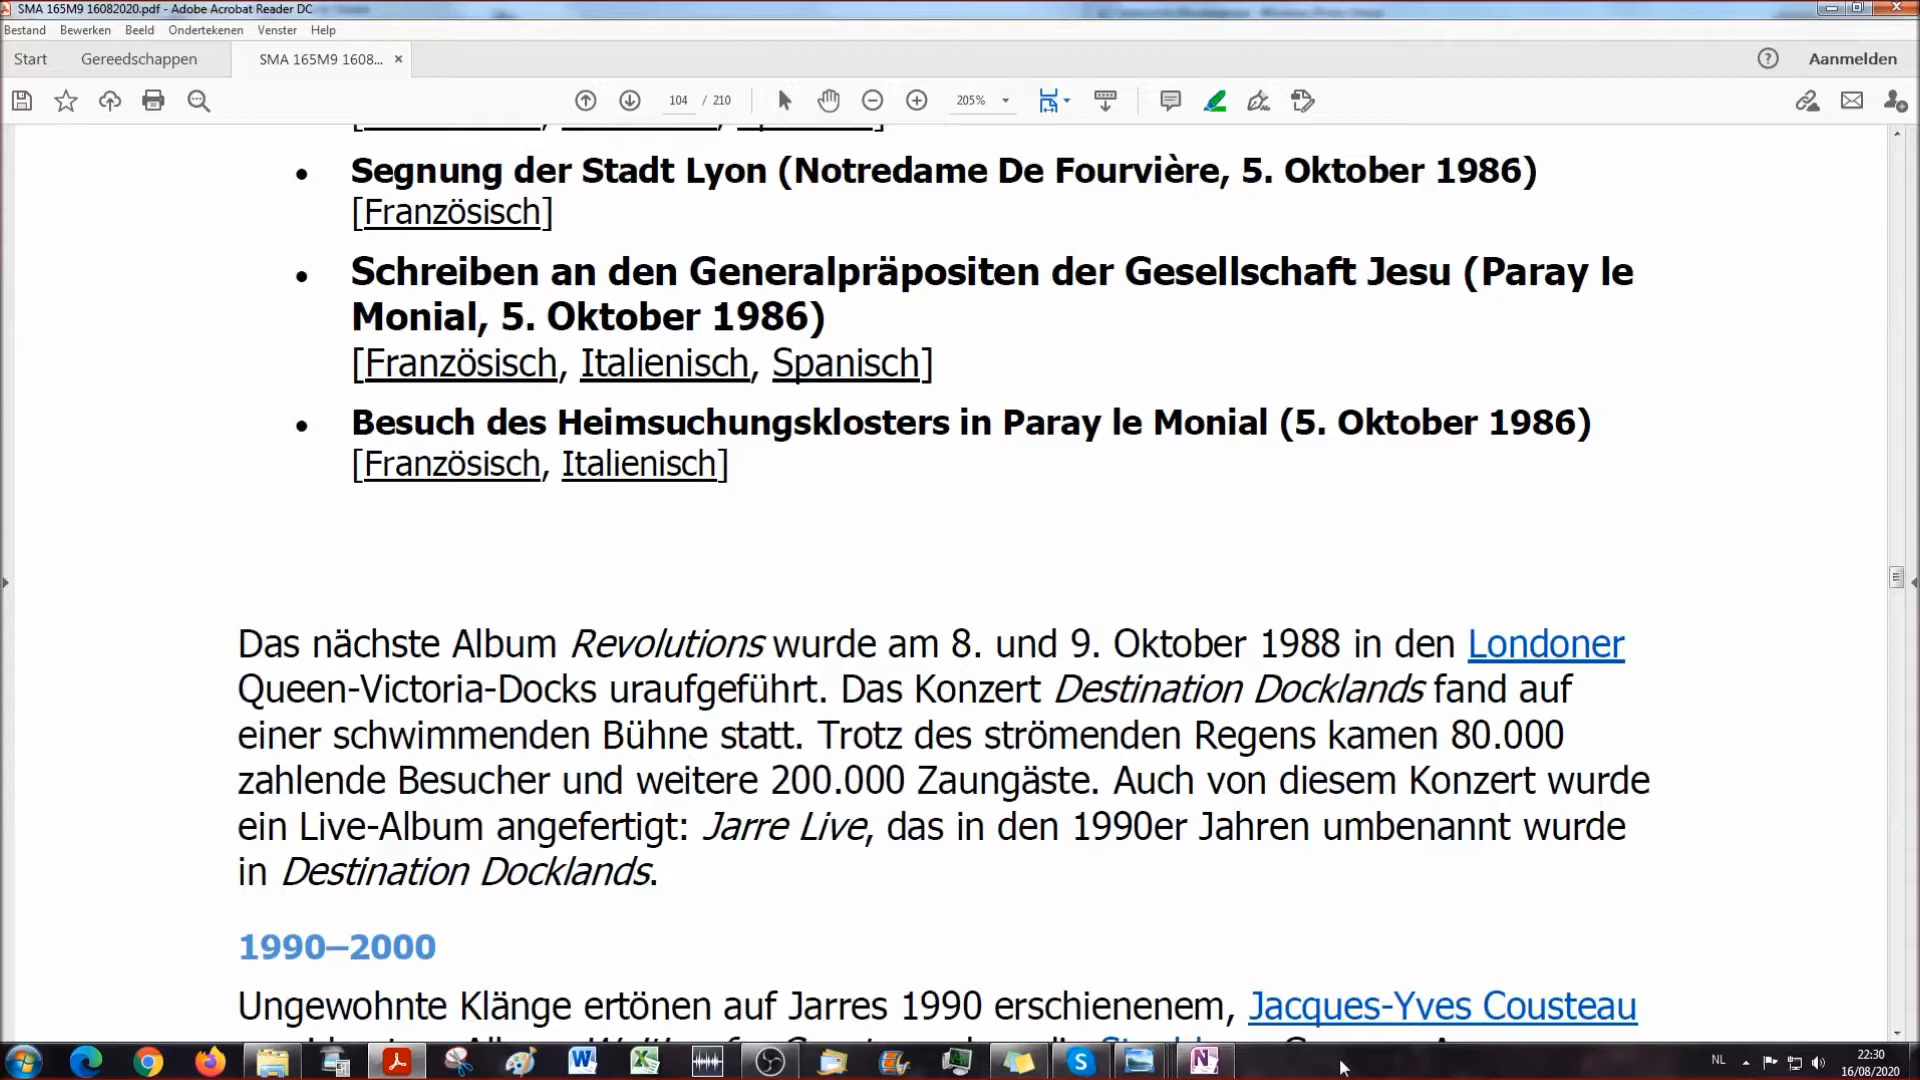 SMA 165M9 16082020.pdf - Adobe Acrobat Reader DC
Bestand Bewerken Beeld Ondertekenen Venster Help
Start Gereedschappen SMA 165M9 1608... × Aanmelden
104 / 210 205%
• Segnung der Stadt Lyon (Notredame De Fourvière, 5. Oktober 1986)
[Französisch]
• Schreiben an den Generalpräpositen der Gesellschaft Jesu (Paray le
Monial, 5. Oktober 1986)
[Französisch, Italienisch, Spanisch]
• Besuch des Heimsuchungsklosters in Paray le Monial (5. Oktober 1986)
[Französisch, Italienisch]
Das nächste Album Revolutions wurde am 8. und 9. Oktober 1988 in den Londoner
Queen-Victoria-Docks uraufgeführt. Das Konzert Destination Docklands fand auf
einer schwimmenden Bühne statt. Trotz des strömenden Regens kamen 80.000
zahlende Besucher und weitere 200.000 Zaungäste. Auch von diesem Konzert wurde
ein Live-Album angefertigt: Jarre Live, das in den 1990er Jahren umbenannt wurde
in Destination Docklands.
1990–2000
Ungewohnte Klänge ertönen auf Jarres 1990 erschienenem, Jacques-Yves Cousteau
NL 22:30
16/08/2020